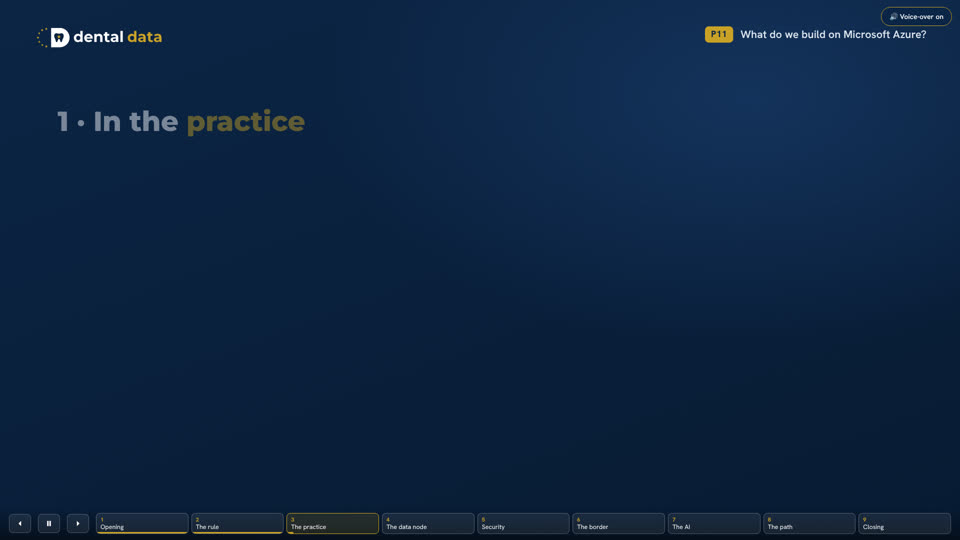 🔊 Voice-over on
dental data
P11 What do we build on Microsoft Azure?
1 · In the practice
1
Opening
2
The rule
3
The practice
4
The data node
5
Security
6
The border
7
The AI
8
The path
9
Closing